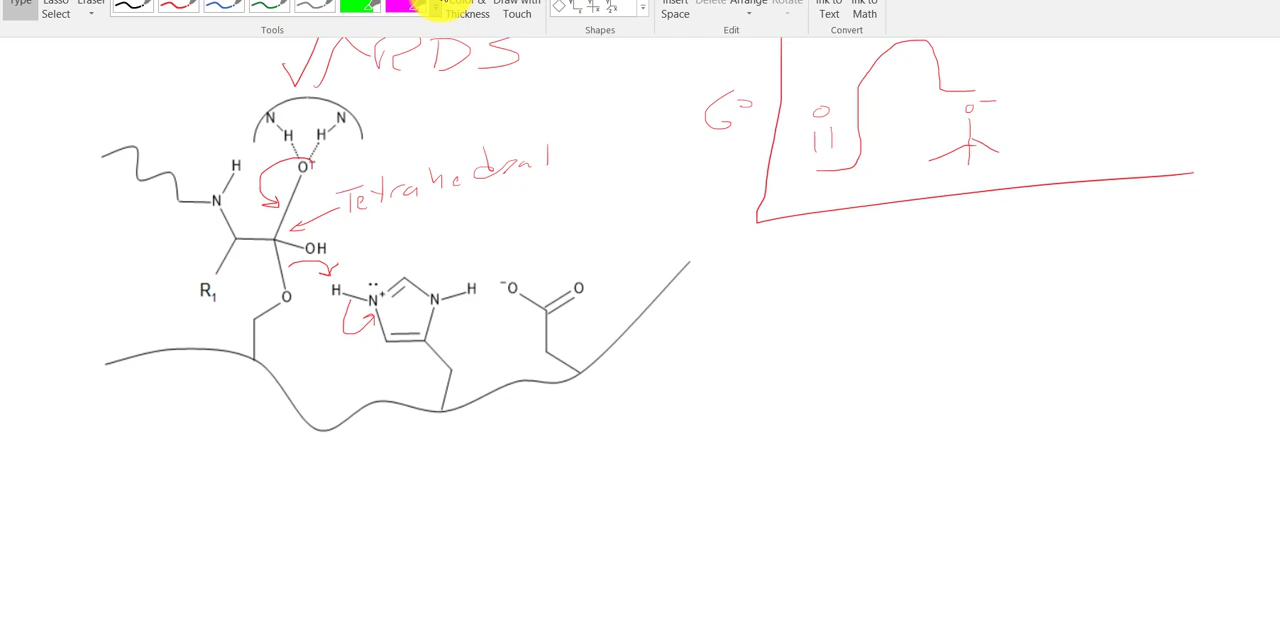 Type Lasso Select Eraser Color & Thickness Draw with Touch Insert Space Delete Arrange Rotate Ink to Text Ink to Math
Tools Shapes Edit Convert
N H H N
O
H
N
Tetrahedral
OH
R1
O
H N+ N H
-O O
G°
O
O-